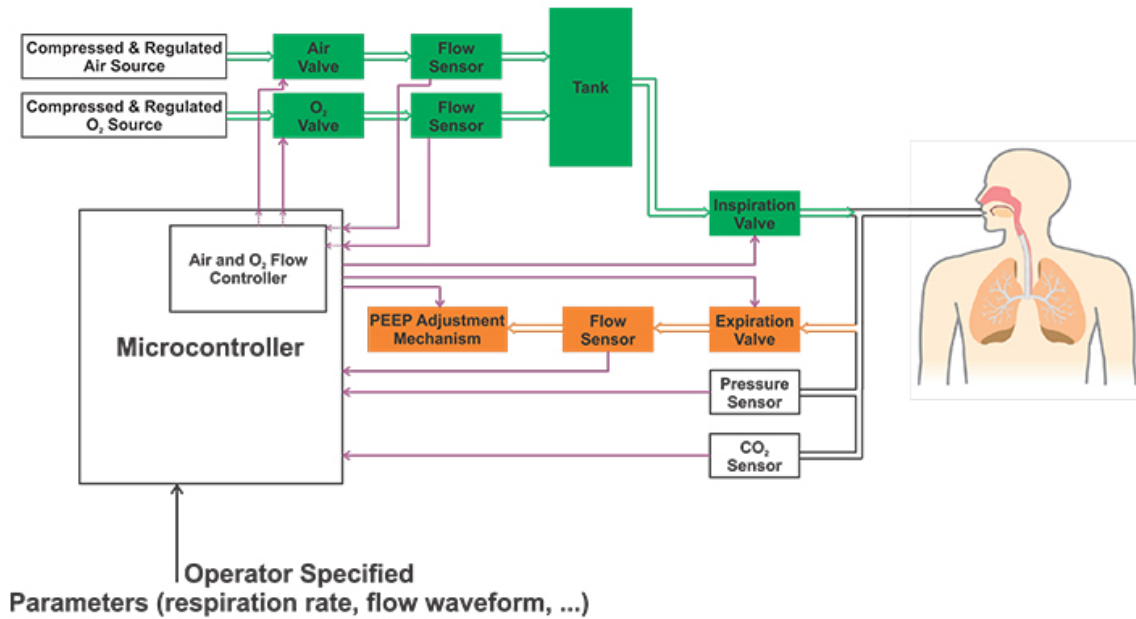 Compressed & Regulated
Air Source
Air
Valve
Flow
Sensor
Tank
Compressed & Regulated
O₂ Source
O₂
Valve
Flow
Sensor
Inspiration
Valve
Air and O₂ Flow
Controller
Microcontroller
PEEP Adjustment
Mechanism
Flow
Sensor
Expiration
Valve
Pressure
Sensor
CO₂
Sensor
Operator Specified
Parameters (respiration rate, flow waveform, ...)